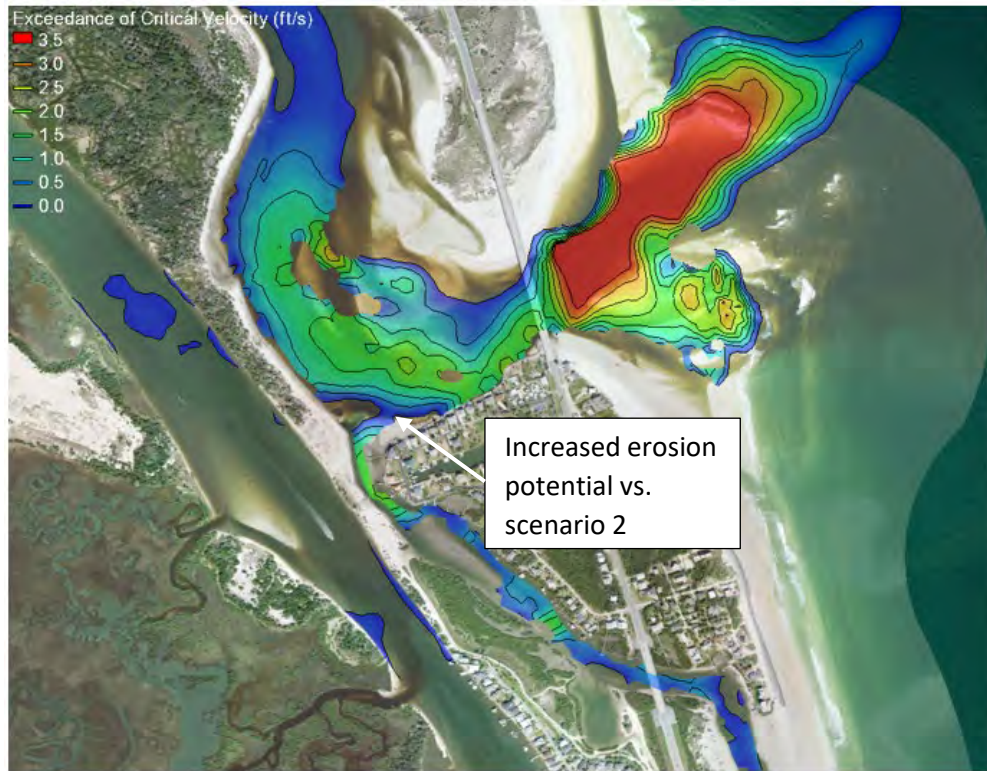 Exceedance of Critical Velocity (ft/s)
3.5
3.0
2.5
2.0
1.5
1.0
0.5
0.0
Increased erosion
potential vs.
scenario 2